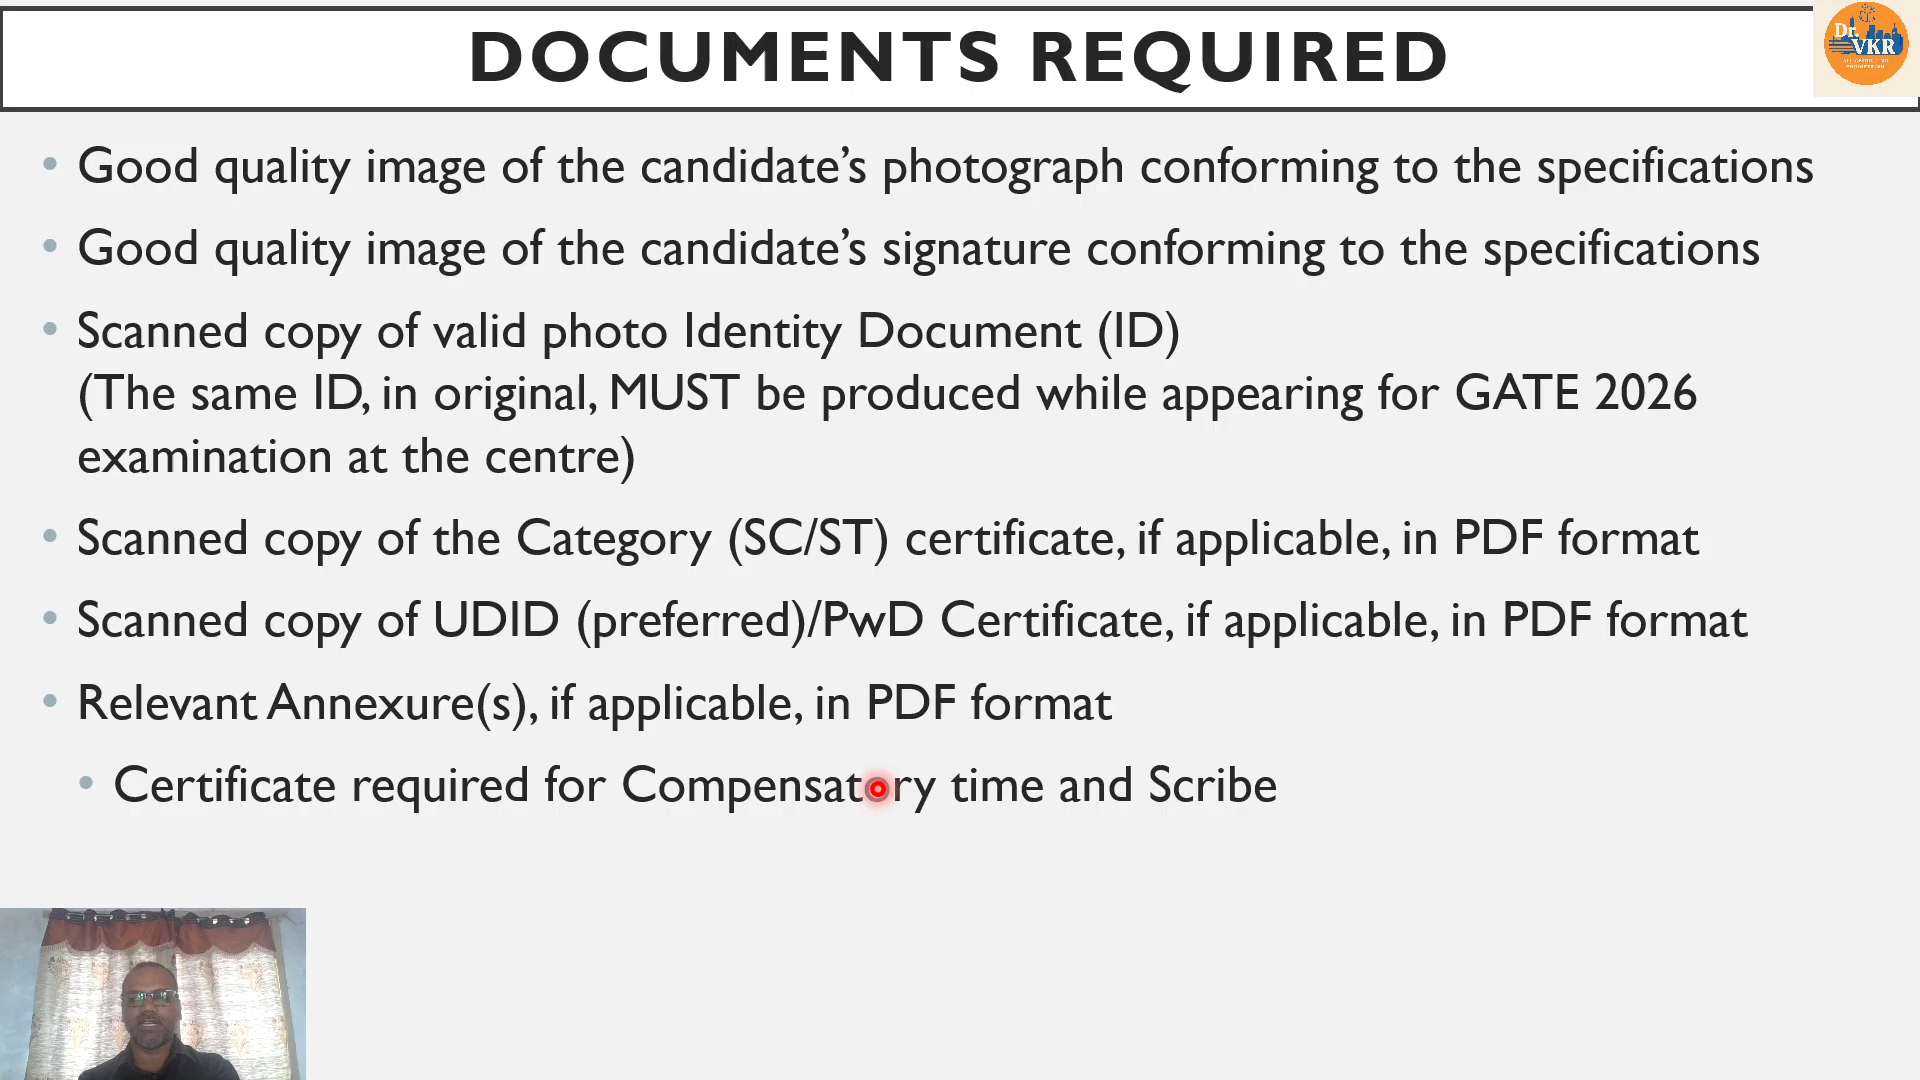 DOCUMENTS REQUIRED
Dr.
VKR
• Good quality image of the candidate’s photograph conforming to the specifications
• Good quality image of the candidate’s signature conforming to the specifications
• Scanned copy of valid photo Identity Document (ID)
(The same ID, in original, MUST be produced while appearing for GATE 2026
examination at the centre)
• Scanned copy of the Category (SC/ST) certificate, if applicable, in PDF format
• Scanned copy of UDID (preferred)/PwD Certificate, if applicable, in PDF format
• Relevant Annexure(s), if applicable, in PDF format
• Certificate required for Compensatory time and Scribe